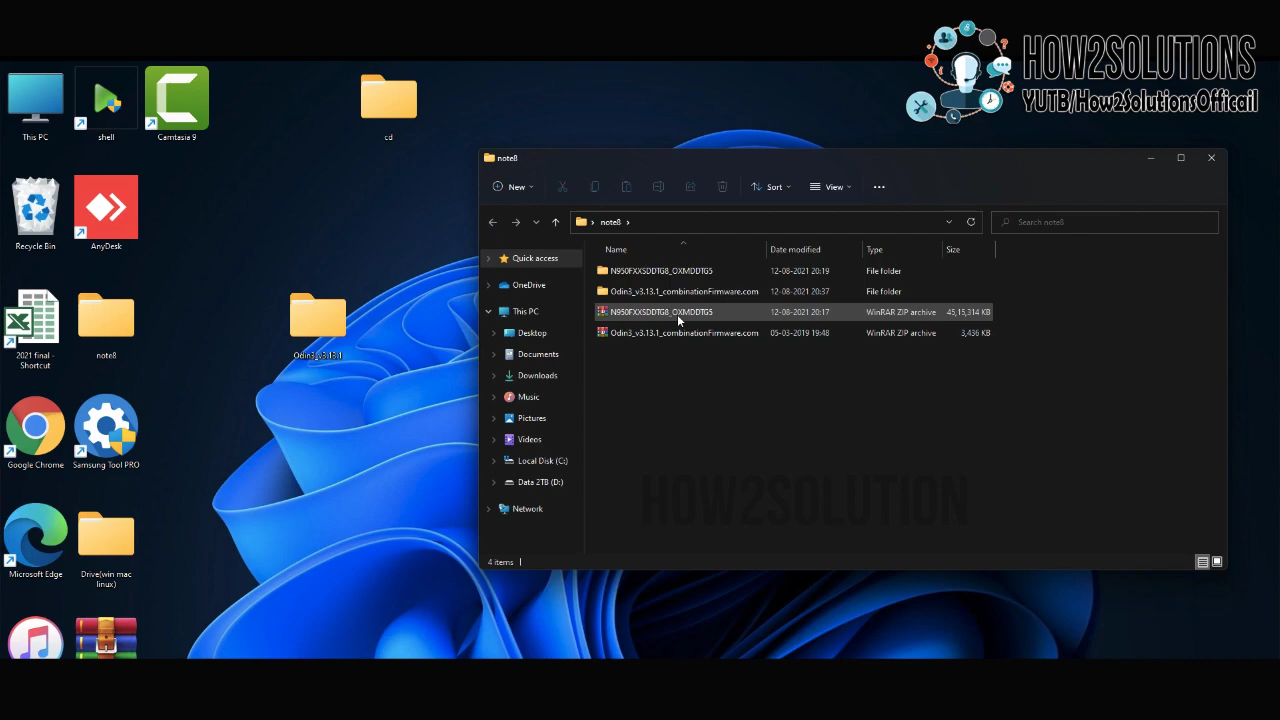 HOW2SOLUTIONS
YUTB/How2SolutionsOfficail
This PC
shell
Camtasia 9
cd
Recycle Bin
AnyDesk
2021 final - Shortcut
note8
Odin3_v3.13.1
Google Chrome
Samsung Tool PRO
Microsoft Edge
Drive(win mac linux)
note8
New
Sort
View
note8
Search note8
Name
Date modified
Type
Size
N950FXXSDDTG8_OXMDDTG5
12-08-2021 20:19
File folder
Odin3_v3.13.1_combinationFirmware.com
12-08-2021 20:37
File folder
N950FXXSDDTG8_OXMDDTG5
12-08-2021 20:17
WinRAR ZIP archive
45,15,314 KB
Odin3_v3.13.1_combinationFirmware.com
05-03-2019 19:48
WinRAR ZIP archive
3,436 KB
Quick access
OneDrive
This PC
Desktop
Documents
Downloads
Music
Pictures
Videos
Local Disk (C:)
Data 2TB (D:)
Network
HOW2SOLUTION
4 items